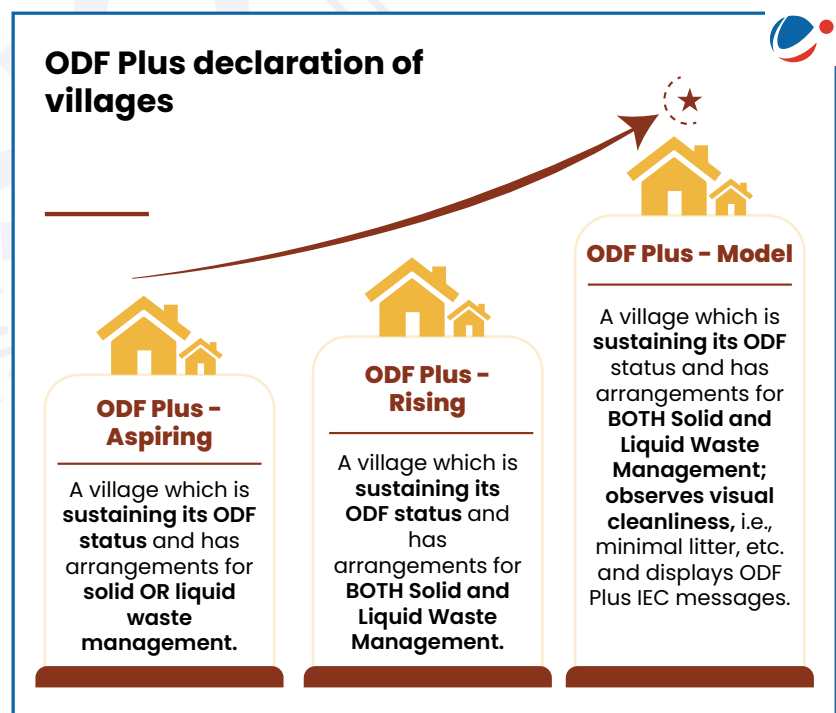 ODF Plus declaration of
villages
ODF Plus –
Aspiring
A village which is
sustaining its ODF
status and has
arrangements for
solid OR liquid
waste
management.
ODF Plus –
Rising
A village which is
sustaining its
ODF status and
has
arrangements for
BOTH Solid and
Liquid Waste
Management.
ODF Plus – Model
A village which is
sustaining its ODF
status and has
arrangements for
BOTH Solid and
Liquid Waste
Management;
observes visual
cleanliness, i.e.,
minimal litter, etc.
and displays ODF
Plus IEC messages.